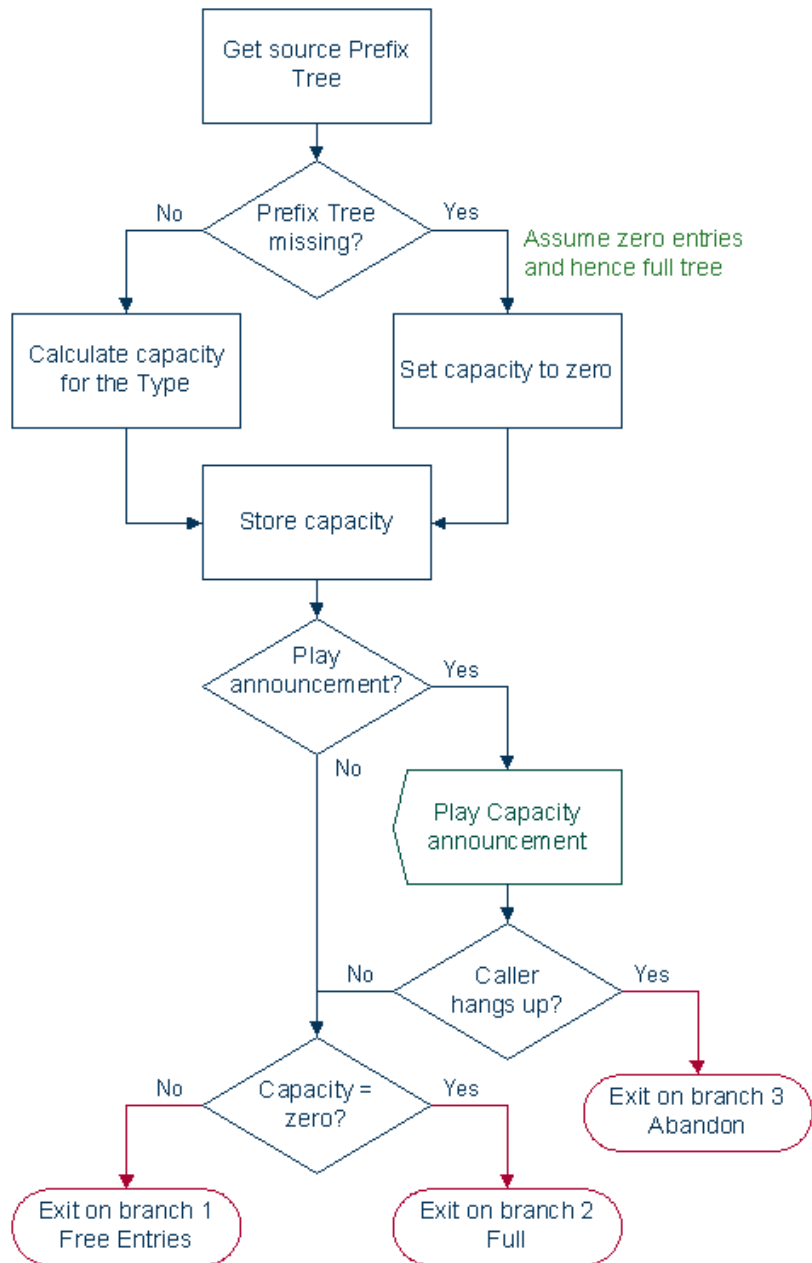 Get source Prefix
Tree
No
Prefix Tree
missing?
Yes
Assume zero entries
and hence full tree
Calculate capacity
for the Type
Set capacity to zero
Store capacity
Play
announcement?
Yes
No
Play Capacity
announcement
No
Caller
hangs up?
Yes
No
Capacity =
zero?
Yes
Exit on branch 3
Abandon
Exit on branch 1
Free Entries
Exit on branch 2
Full